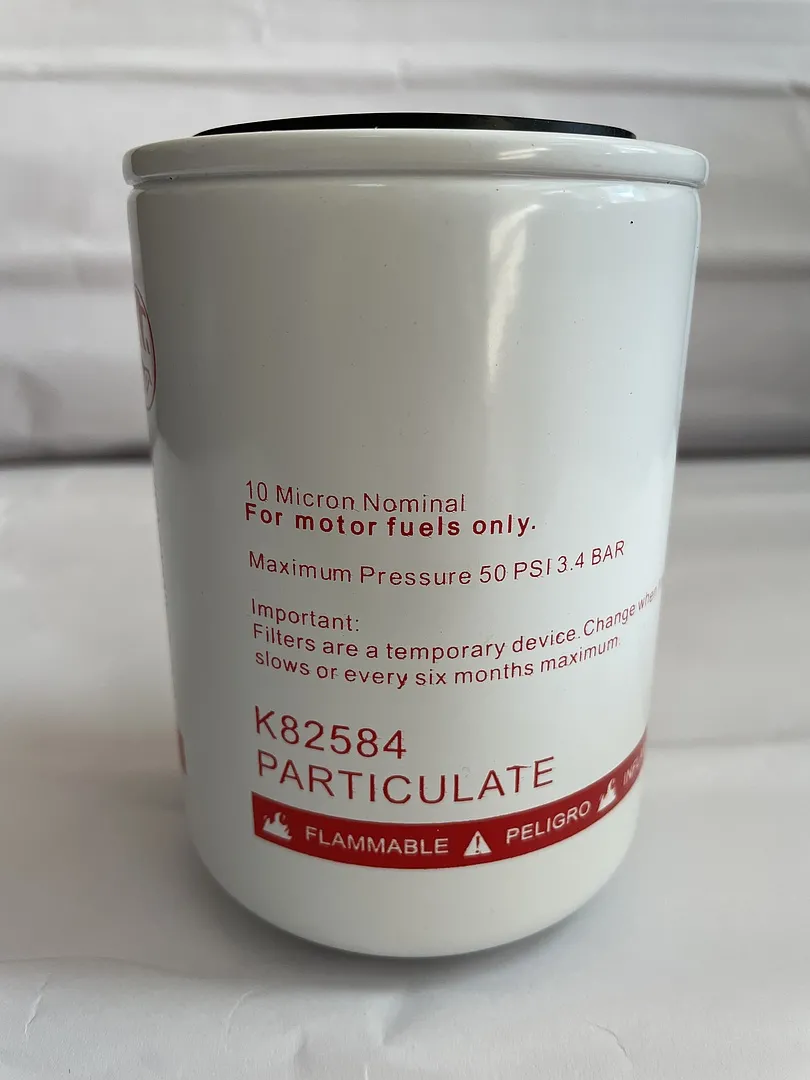 10 Micron Nominal
For motor fuels only.
Maximum Pressure 50 PSI 3.4 BAR
Important:
Filters are a temporary device. Change when
slows or every six months maximum.
K82584
PARTICULATE
FLAMMABLE PELIGRO